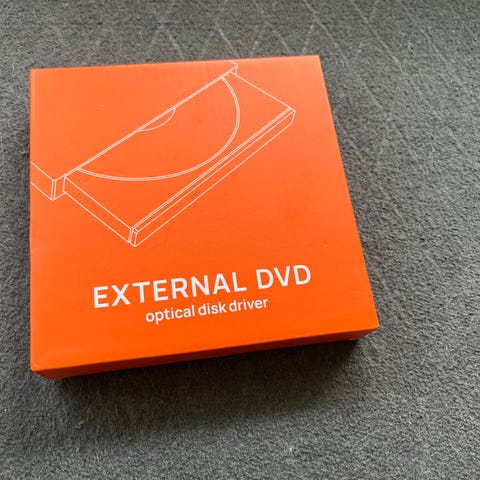 EXTERNAL DVD
optical disk driver